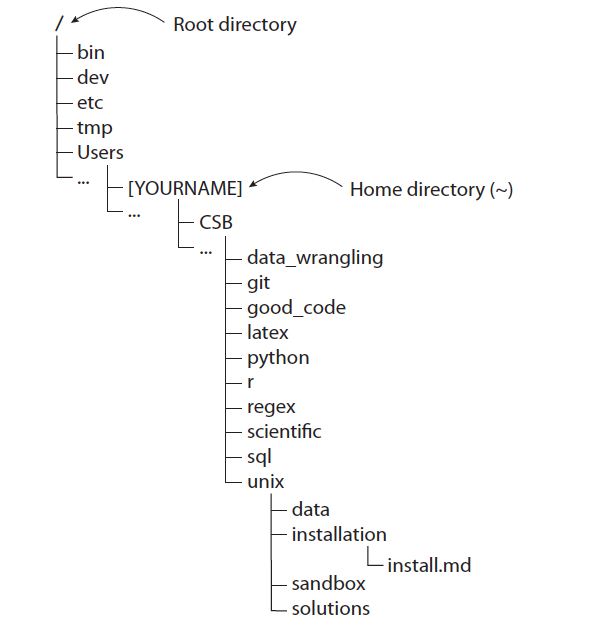 / Root directory
bin
dev
etc
tmp
Users
...
[YOURNAME] Home directory (~)
...
CSB
...
data_wrangling
git
good_code
latex
python
r
regex
scientific
sql
unix
data
installation
install.md
sandbox
solutions